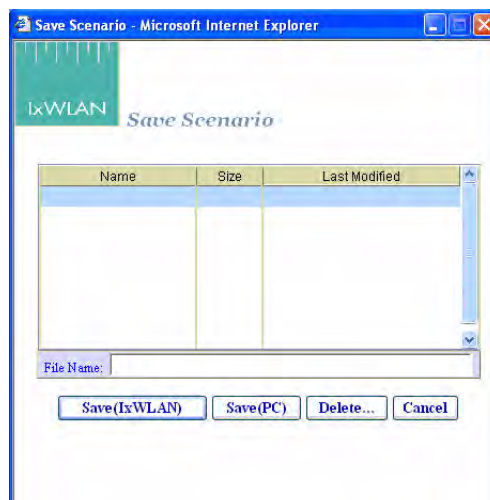 Save Scenario - Microsoft Internet Explorer
IxWLAN
Save Scenario
Name Size Last Modified
File Name:
Save(IxWLAN) Save(PC) Delete... Cancel